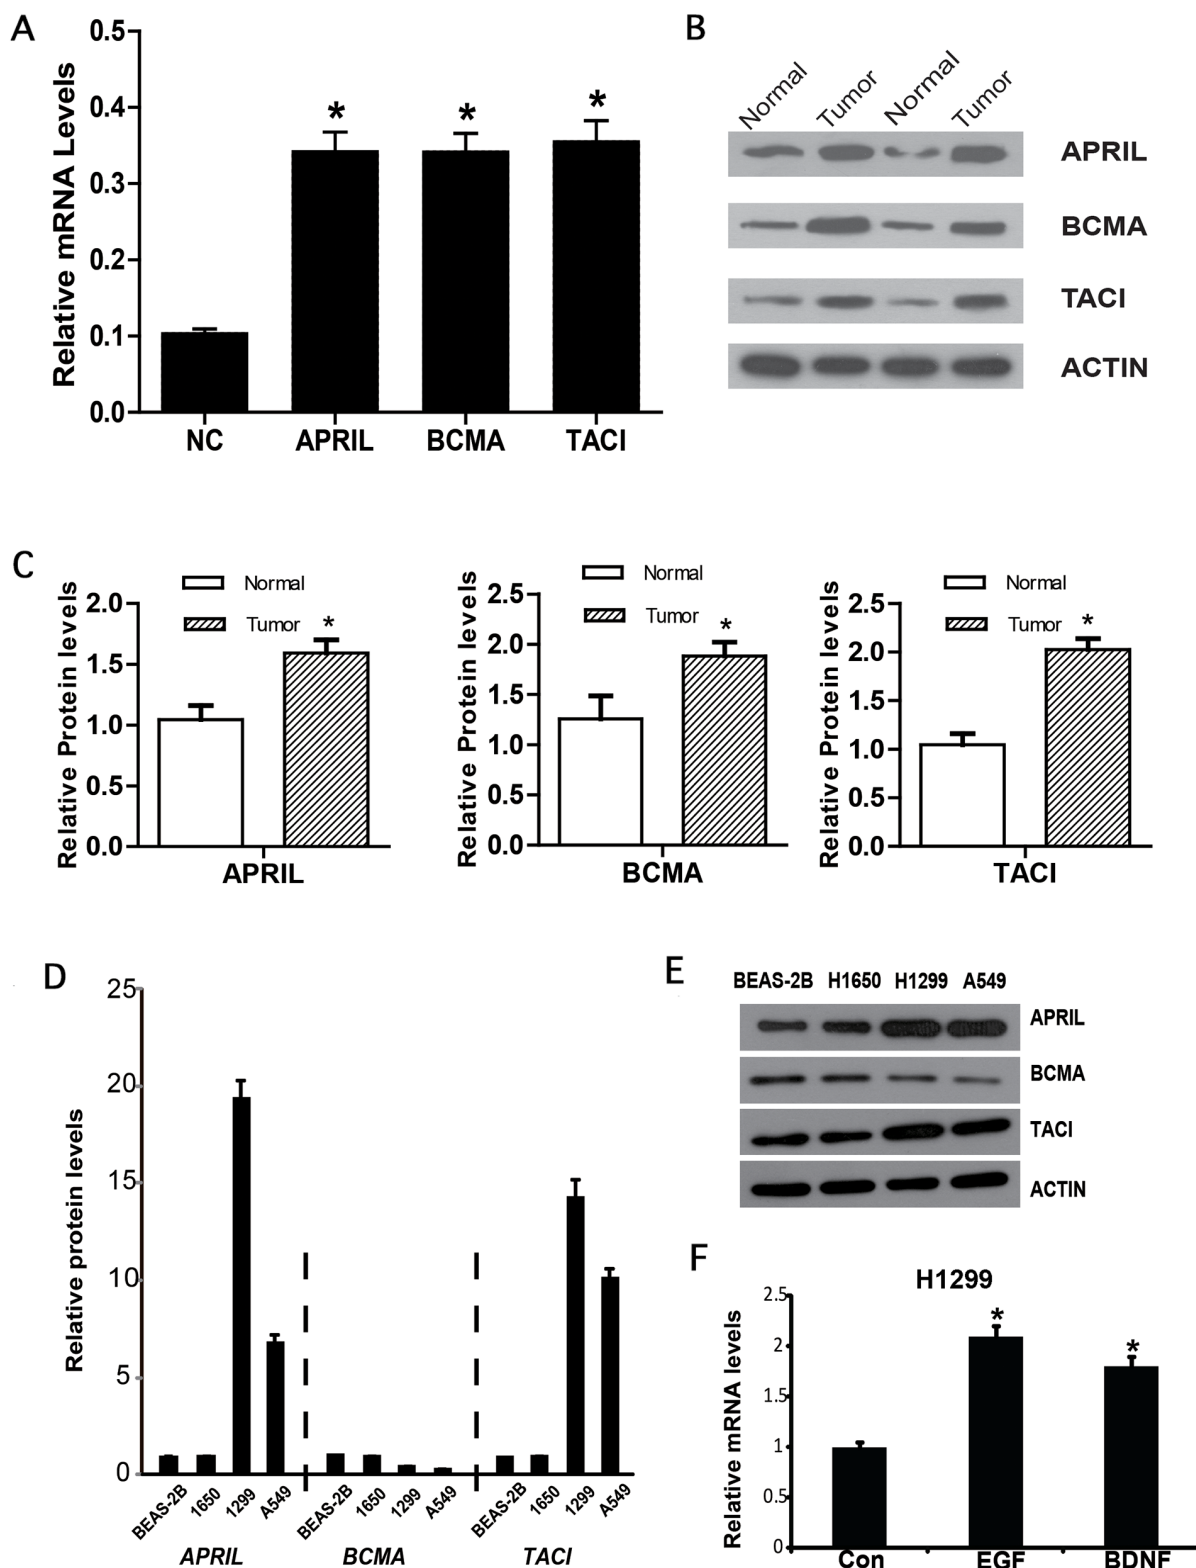 A
Relative mRNA Levels
0.5
0.4
0.3
0.2
0.1
0.0
* * *
NC APRIL BCMA TACI
B
Normal Tumor Normal Tumor
APRIL
BCMA
TACI
ACTIN
C
Relative Protein levels
2.0
1.5
1.0
0.5
0.0
Normal
Tumor
*
APRIL
Relative Protein levels
2.5
2.0
1.5
1.0
0.5
0.0
Normal
Tumor
*
BCMA
Relative Protein levels
2.5
2.0
1.5
1.0
0.5
0.0
Normal
Tumor
*
TACI
D
Relative protein levels
25
20
15
10
5
0
BEAS-2B 1650 1299 A549 BEAS-2B 1650 1299 A549 BEAS-2B 1650 1299 A549
APRIL BCMA TACI
E
BEAS-2B H1650 H1299 A549
APRIL
BCMA
TACI
ACTIN
F
H1299
Relative mRNA levels
2.5
2
1.5
1
0.5
0
* *
Con EGF BDNF